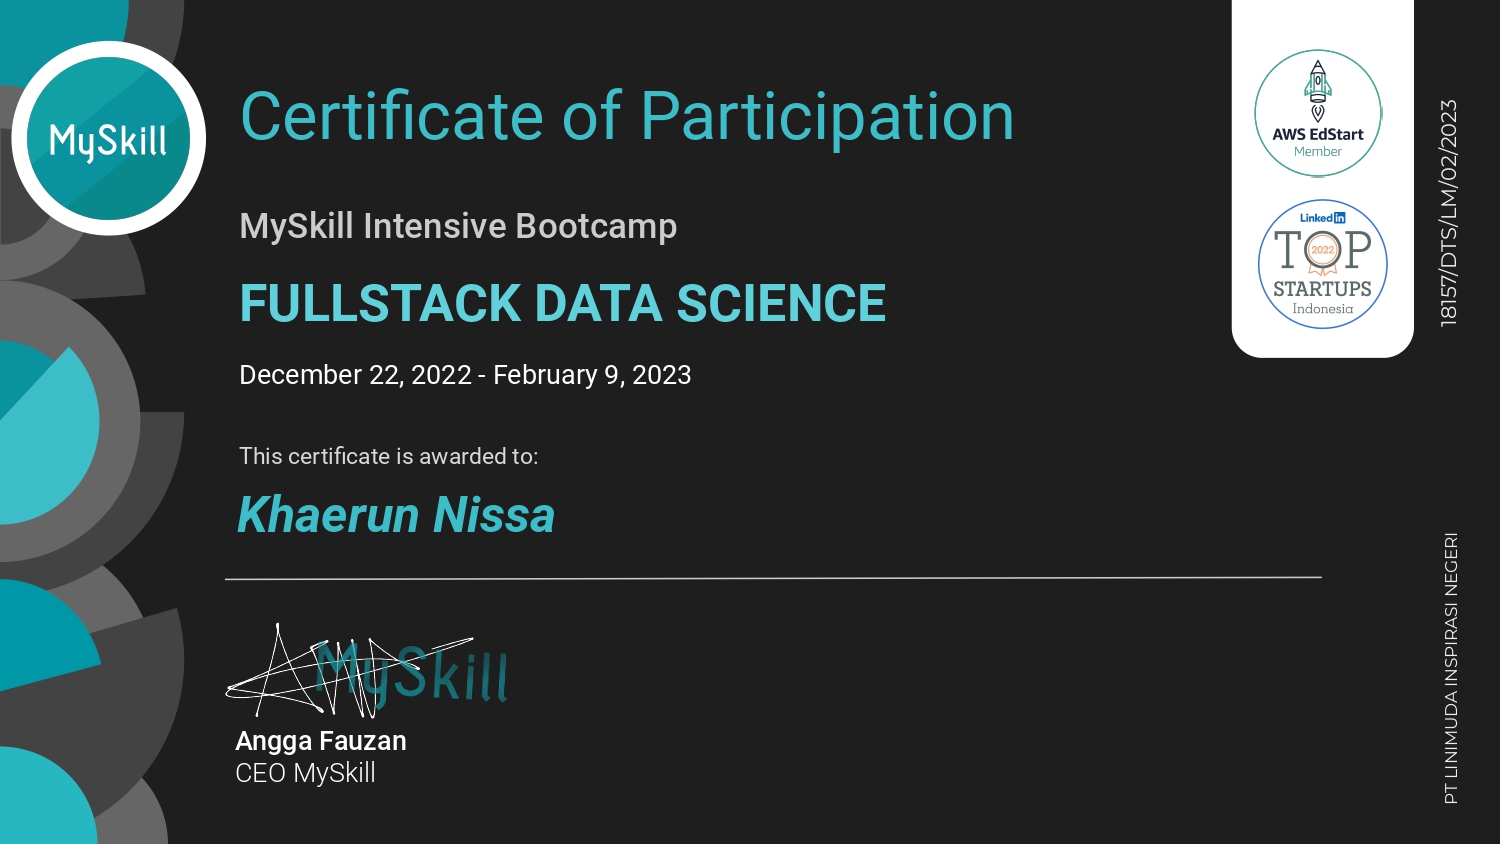 MySkill
Certificate of Participation
MySkill Intensive Bootcamp
FULLSTACK DATA SCIENCE
December 22, 2022 - February 9, 2023
This certificate is awarded to:
Khaerun Nissa
MySkill
Angga Fauzan
CEO MySkill
AWS EdStart
Member
Linked in
TOP
2022
STARTUPS
Indonesia
18157/DTS/LM/02/2023
PT LINIMUDA INSPIRASI NEGERI